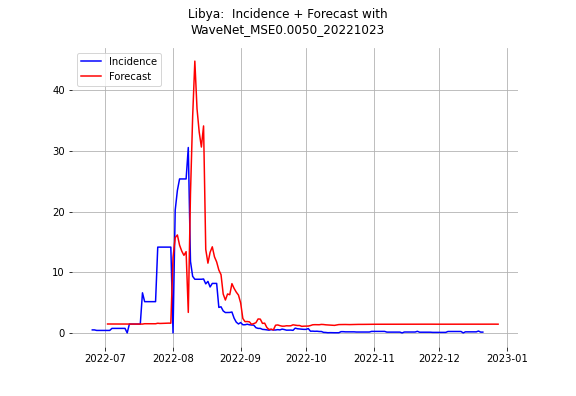 Libya:  Incidence + Forecast with
WaveNet_MSE0.0050_20221023
Incidence
Forecast
40
30
20
10
0
2022-07 2022-08 2022-09 2022-10 2022-11 2022-12 2023-01